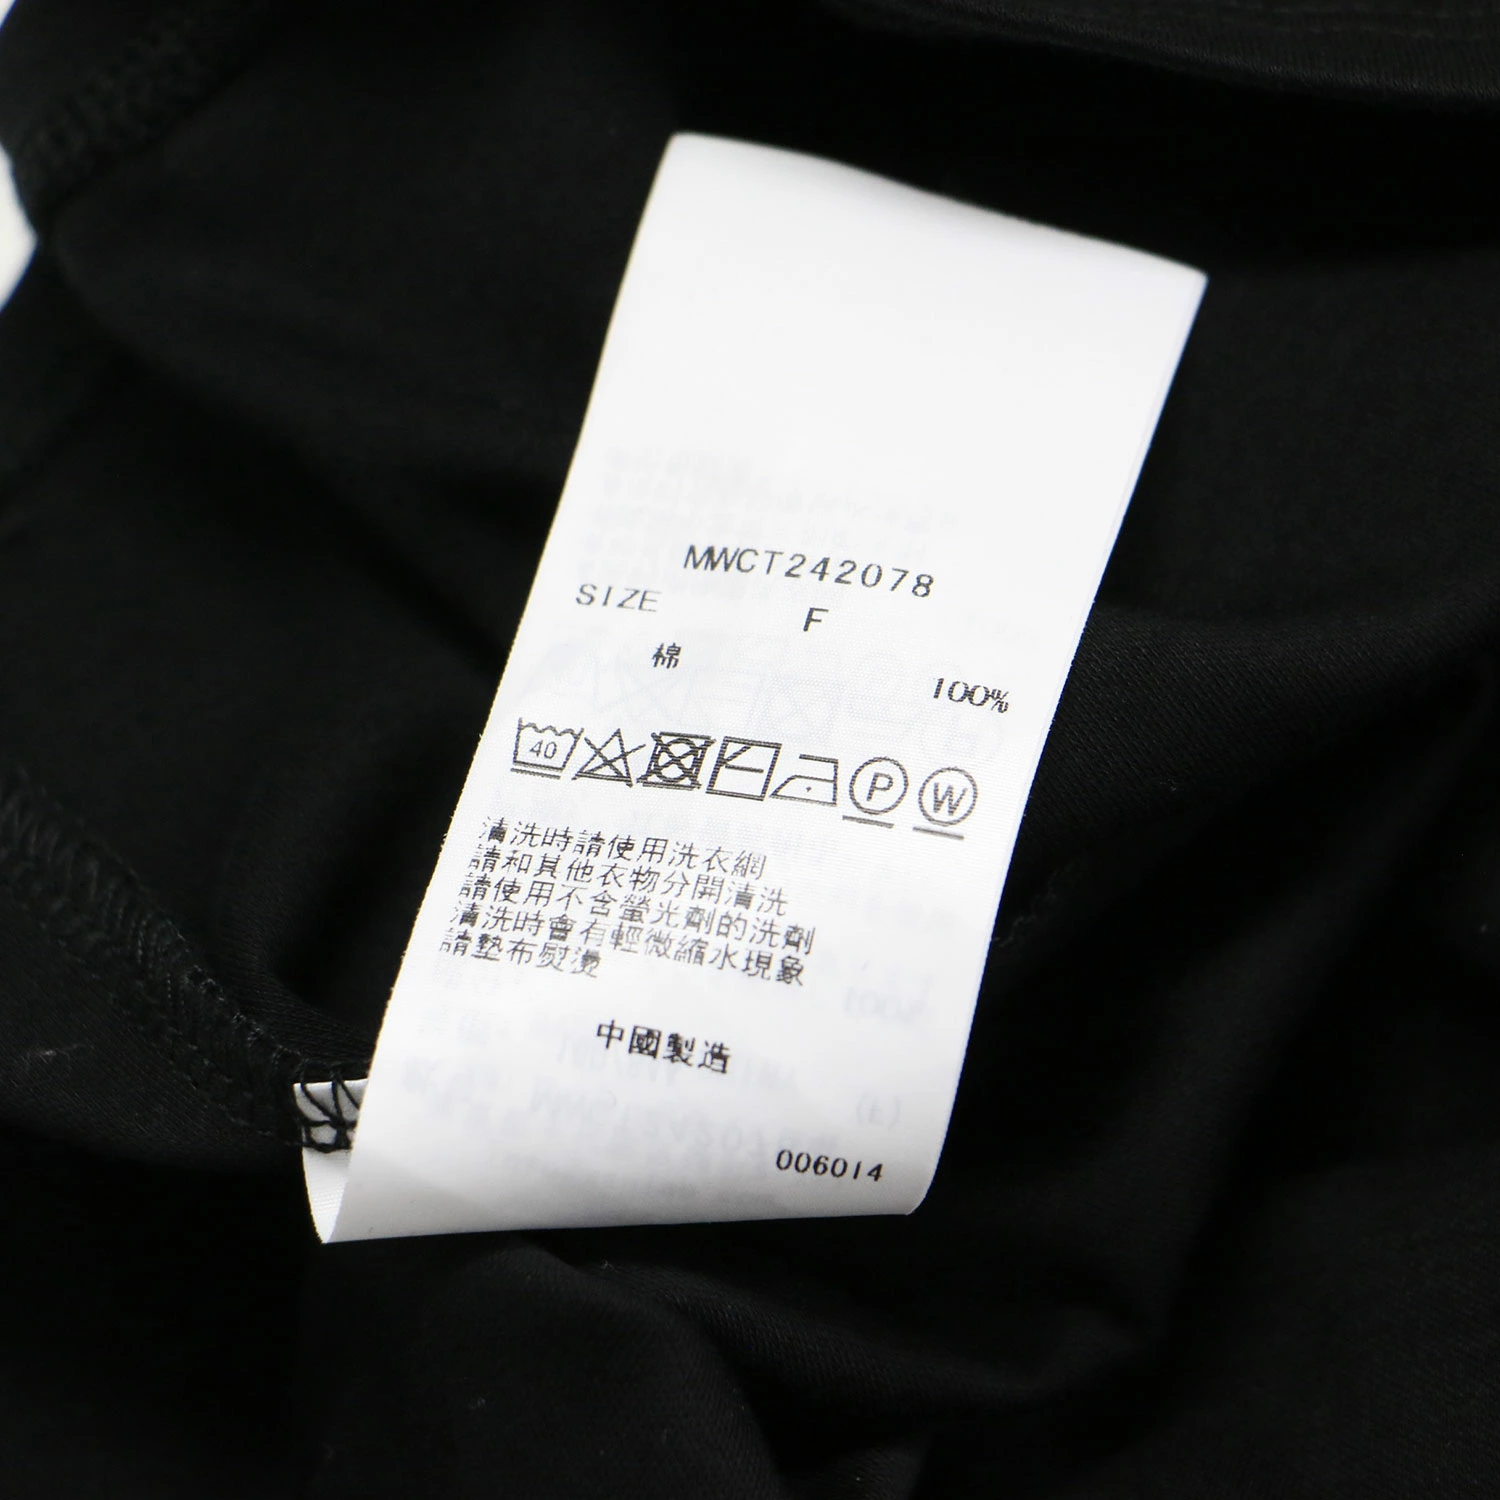 MWCT242078
SIZE F
棉 100%
40 P W
清洗時請使用洗衣網
請和其他衣物分開清洗
請使用不含螢光劑的洗劑
清洗時會有輕微縮水現象
請墊布熨燙
中國製造
006014